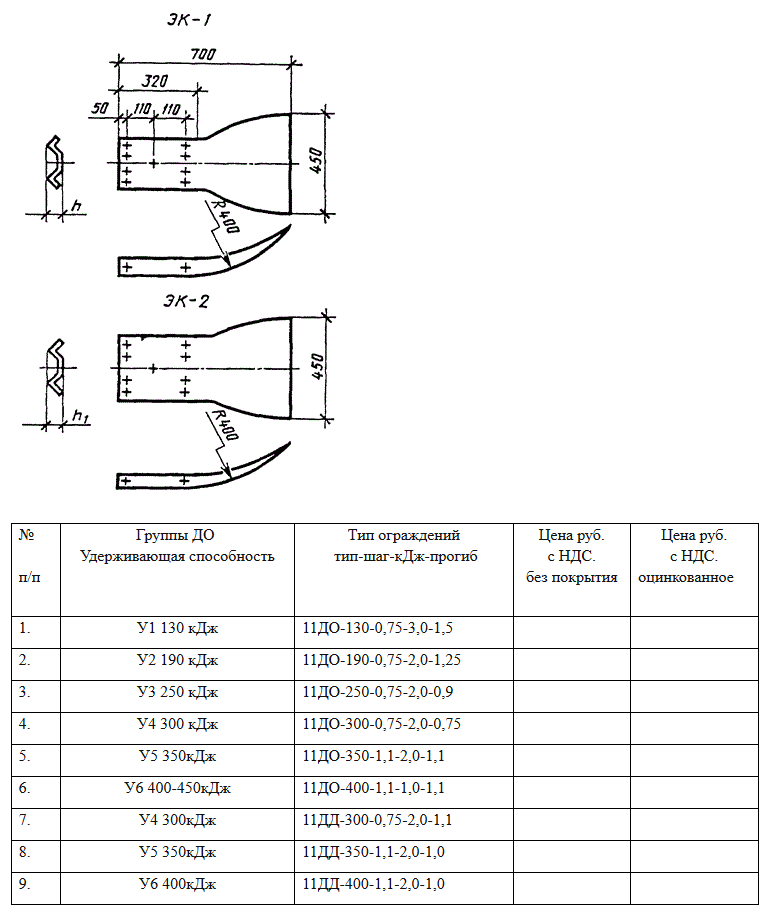 ЭК-1
700
320
50
110
110
450
h
R400
ЭК-2
450
h1
R400
№
п/п
Группы ДО
Удерживающая способность
Тип ограждений
тип-шаг-кДж-прогиб
Цена руб.
с НДС.
без покрытия
Цена руб.
с НДС.
оцинкованное
1. У1 130 кДж 11ДО-130-0,75-3,0-1,5
2. У2 190 кДж 11ДО-190-0,75-2,0-1,25
3. У3 250 кДж 11ДО-250-0,75-2,0-0,9
4. У4 300 кДж 11ДО-300-0,75-2,0-0,75
5. У5 350кДж 11ДО-350-1,1-2,0-1,1
6. У6 400-450кДж 11ДО-400-1,1-1,0-1,1
7. У4 300кДж 11ДД-300-0,75-2,0-1,1
8. У5 350кДж 11ДД-350-1,1-2,0-1,0
9. У6 400кДж 11ДД-400-1,1-2,0-1,0